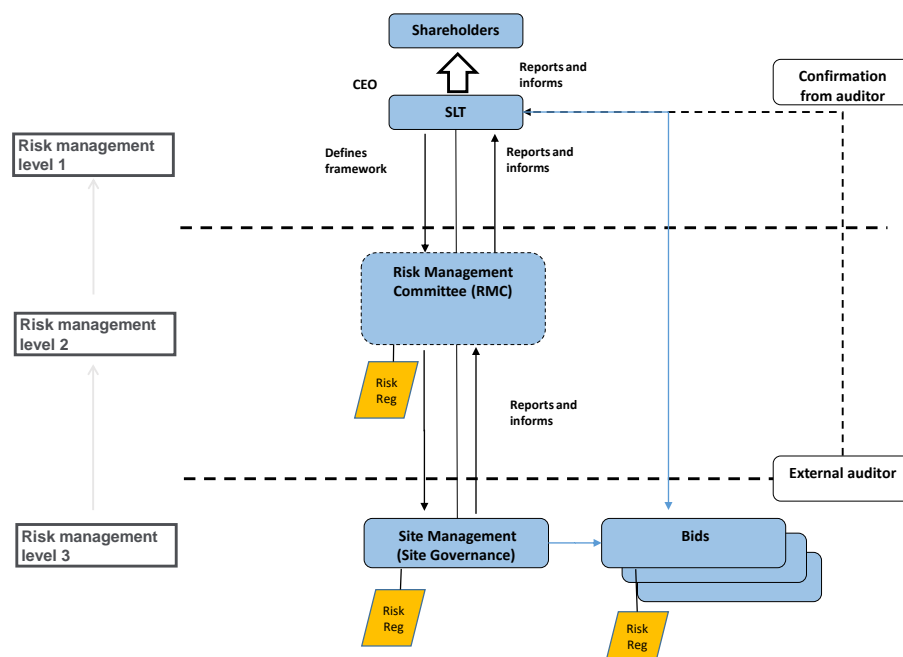 Shareholders
Reports and
informs
CEO
SLT
Confirmation
from auditor
Risk management
level 1
Defines
framework
Reports and
informs
Risk Management
Committee (RMC)
Risk management
level 2
Risk
Reg
Reports and
informs
External auditor
Risk management
level 3
Site Management
(Site Governance)
Bids
Risk
Reg
Risk
Reg